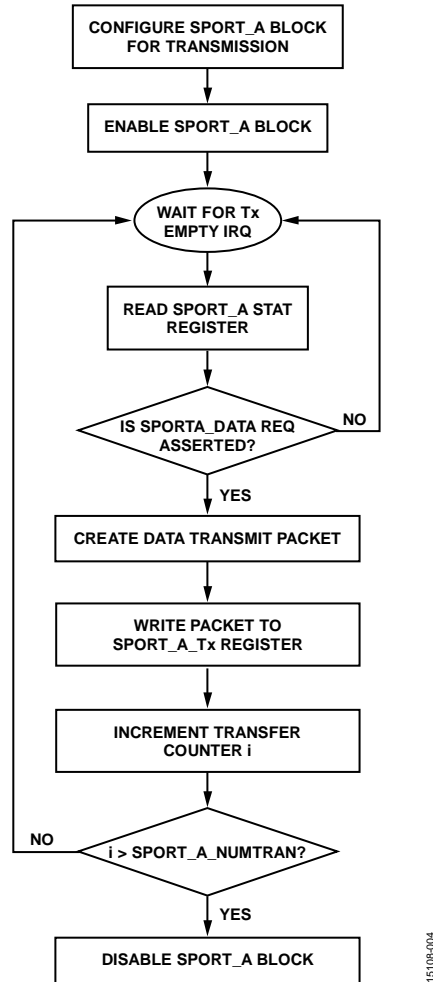 CONFIGURE SPORT_A BLOCK
FOR TRANSMISSION
ENABLE SPORT_A BLOCK
WAIT FOR Tx
EMPTY IRQ
READ SPORT_A STAT
REGISTER
IS SPORTA_DATA REQ
ASSERTED?
NO
YES
CREATE DATA TRANSMIT PACKET
WRITE PACKET TO
SPORT_A_Tx REGISTER
INCREMENT TRANSFER
COUNTER i
NO
i > SPORT_A_NUMTRAN?
YES
DISABLE SPORT_A BLOCK
15108-004